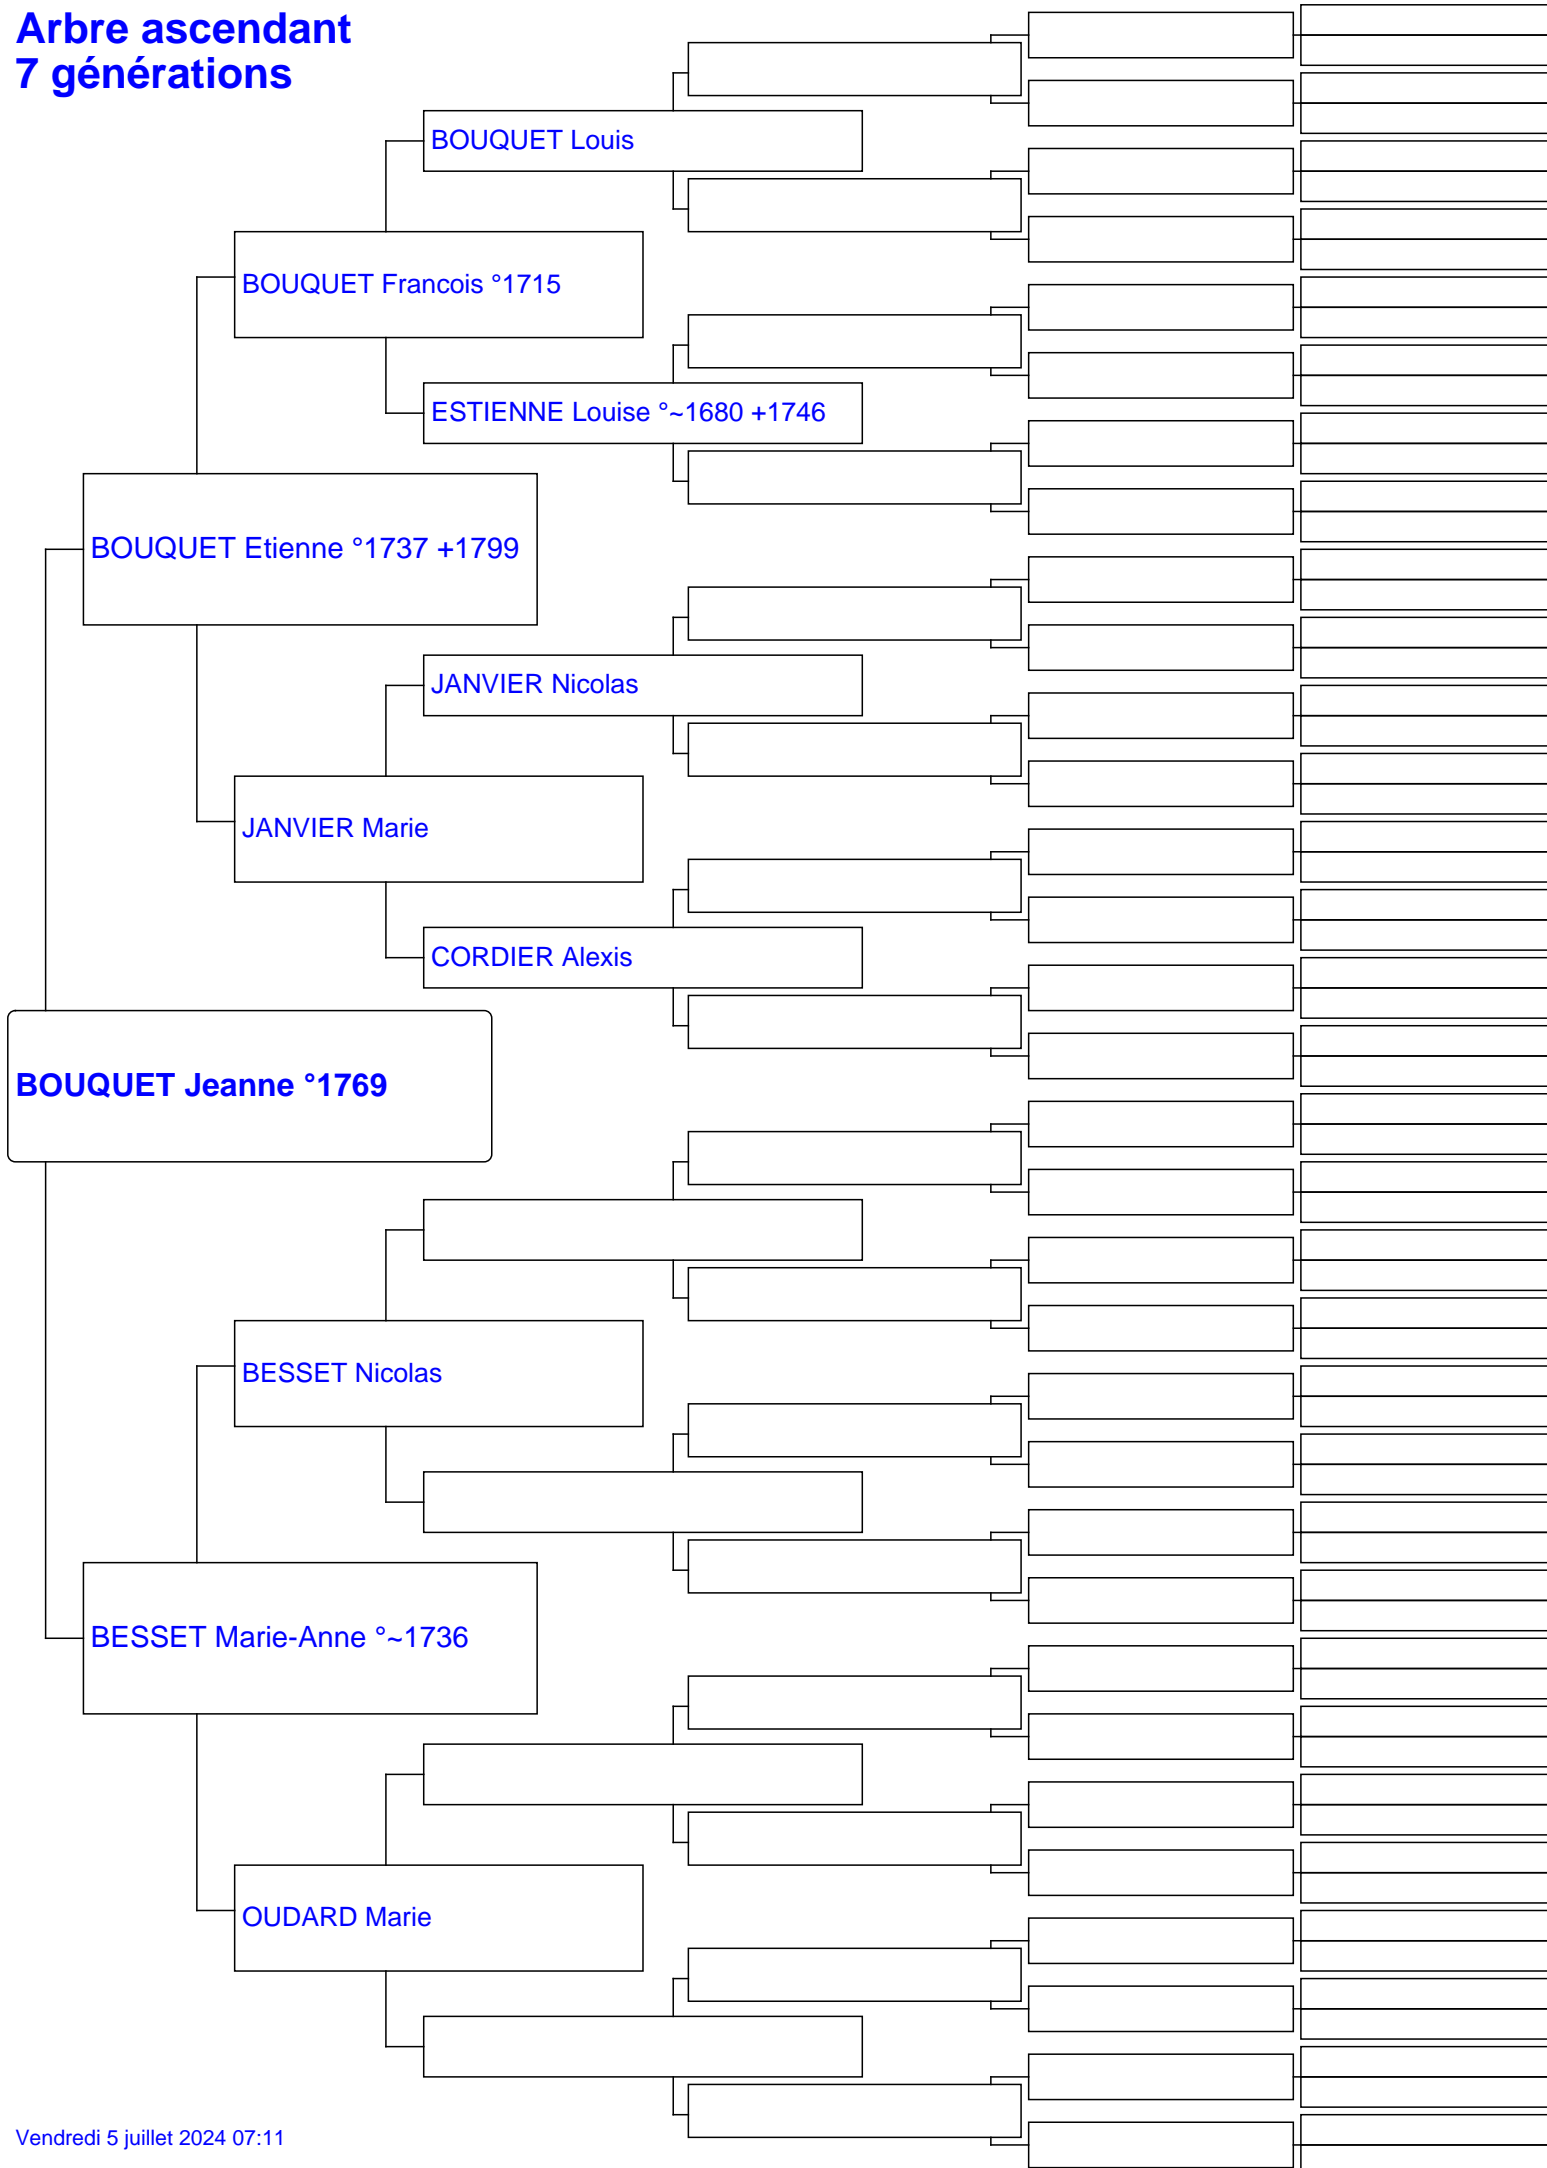 Arbre ascendant
7 générations
BOUQUET Louis
BOUQUET Francois °1715
ESTIENNE Louise °~1680 +1746
BOUQUET Etienne °1737 +1799
JANVIER Nicolas
JANVIER Marie
CORDIER Alexis
BOUQUET Jeanne °1769
BESSET Nicolas
BESSET Marie-Anne °~1736
OUDARD Marie
Vendredi 5 juillet 2024 07:11